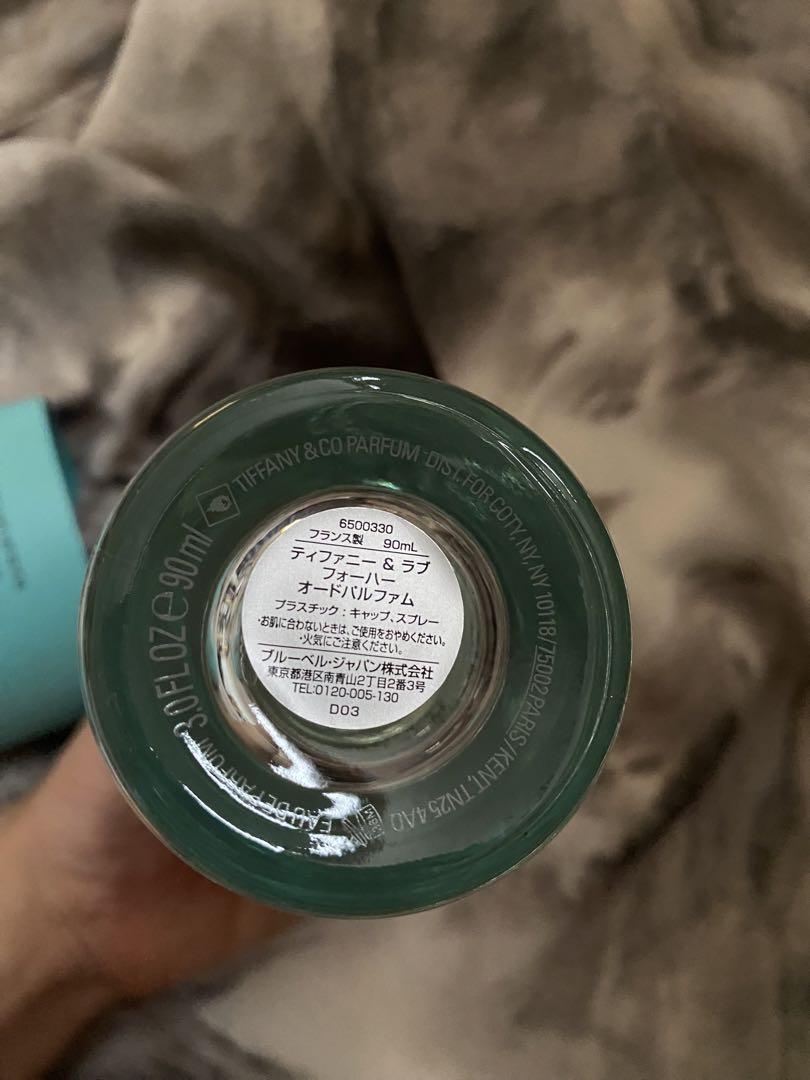 6500330
フランス製 90mL
ティファニー & ラブ
フォーハー
オードパルファム
プラスチック:キャップ、スプレー
・お肌に合わないときは、ご使用をおやめください。
・火気にご注意ください。
ブルーベル・ジャパン株式会社
東京都港区南青山2丁目2番3号
TEL:0120-005-130
D03
TIFFANY & CO PARFUM DIST. FOR COTY, NY, NY 10118/75002 PARIS/KENT, TN25 4AQ
36M
EAU DE PARFUM 3.0 FL OZ e 90ml